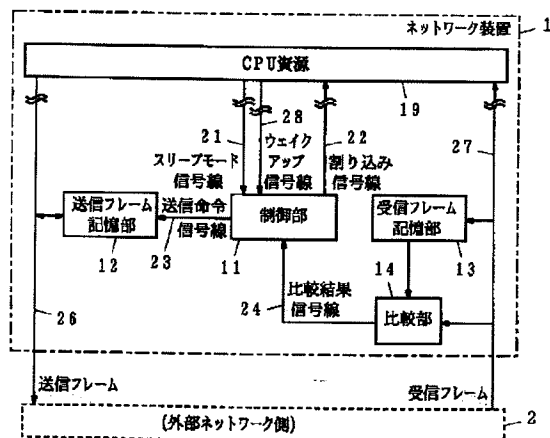 ネットワーク装置
1
CPU資源
19
21
28
22
27
スリープモード
信号線
ウェイク
アップ
信号線
割り込み
信号線
送信フレーム
記憶部
12
送信命令
信号線
23
制御部
11
受信フレーム
記憶部
13
14
24
比較結果
信号線
比較部
26
送信フレーム
受信フレーム
(外部ネットワーク側)
2